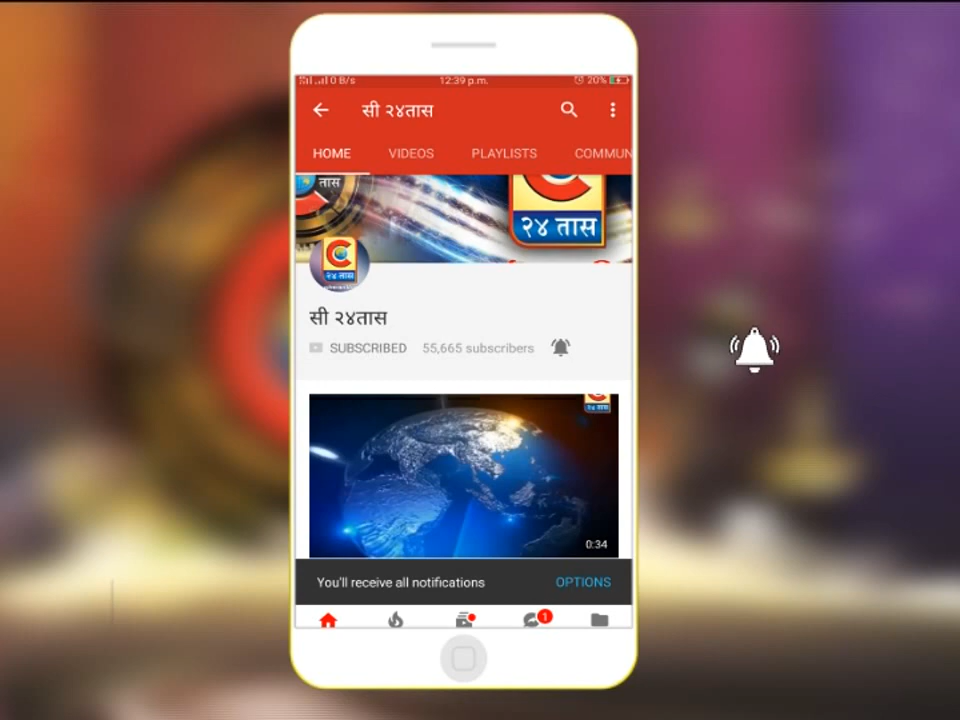 0 B/s 12:39 p.m. 20%
सी २४तास
HOME VIDEOS PLAYLISTS COMMUN
तास
२४ तास
२४ तास
सी २४तास
SUBSCRIBED 55,665 subscribers
२४ तास
0:34
You'll receive all notifications OPTIONS
1